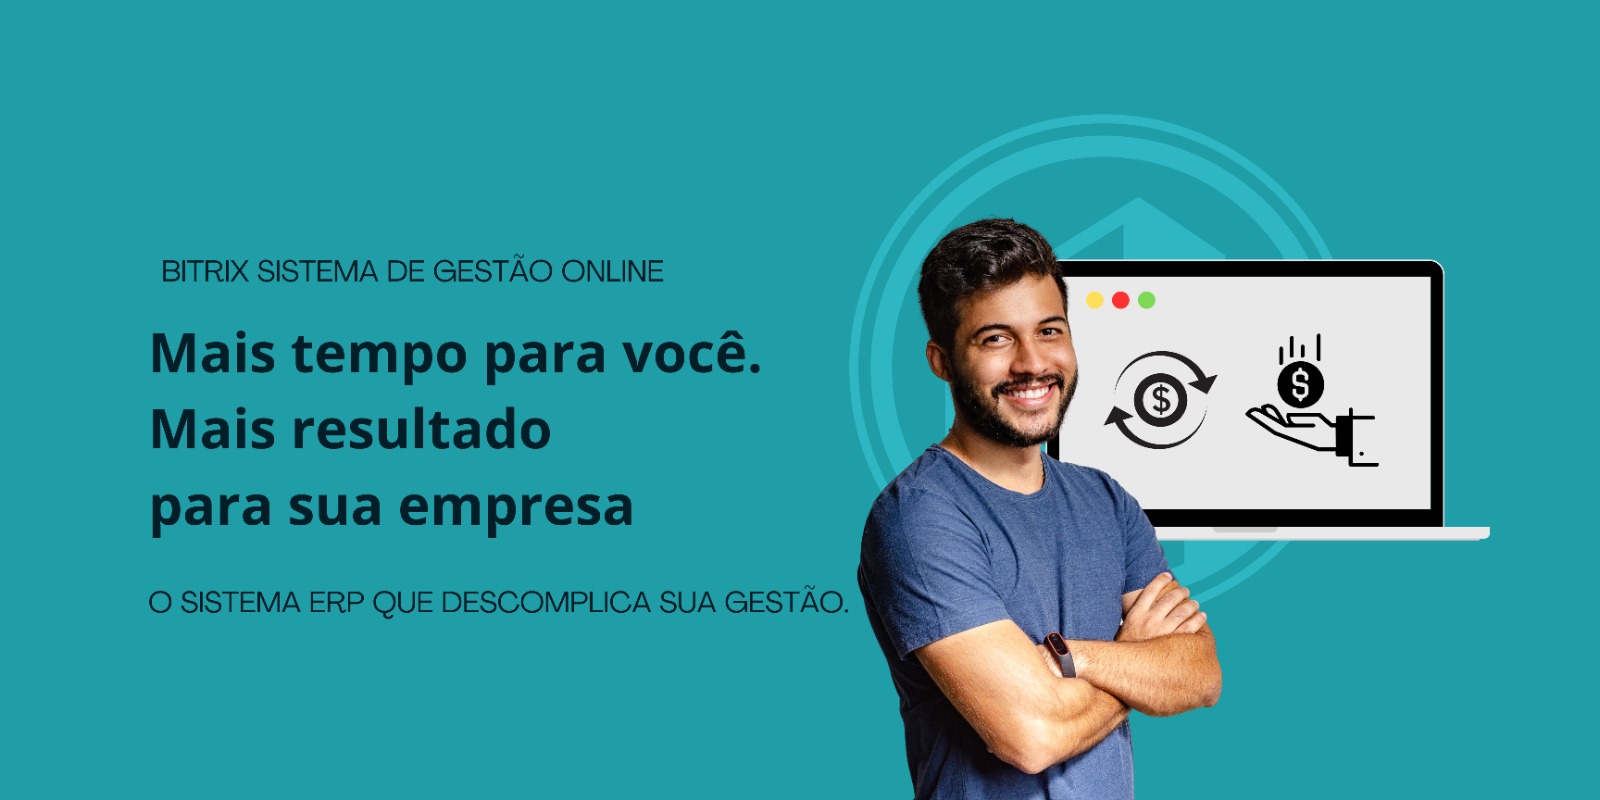 BITRIX SISTEMA DE GESTÃO ONLINE
Mais tempo para você.
Mais resultado
para sua empresa
O SISTEMA ERP QUE DESCOMPLICA SUA GESTÃO.
$
$